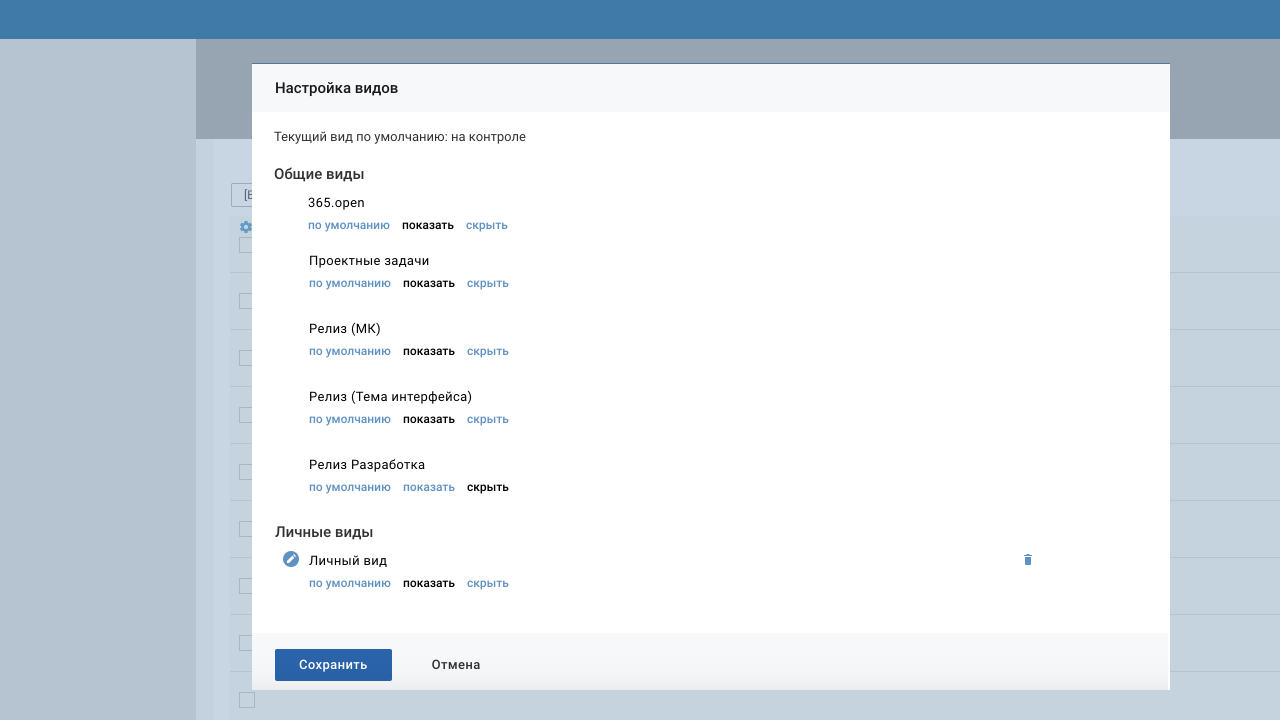 Настройка видов
Текущий вид по умолчанию: на контроле
Общие виды
365.open
по умолчанию показать скрыть
Проектные задачи
по умолчанию показать скрыть
Релиз (МК)
по умолчанию показать скрыть
Релиз (Тема интерфейса)
по умолчанию показать скрыть
Релиз Разработка
по умолчанию показать скрыть
Личные виды
Личный вид
по умолчанию показать скрыть
Сохранить Отмена